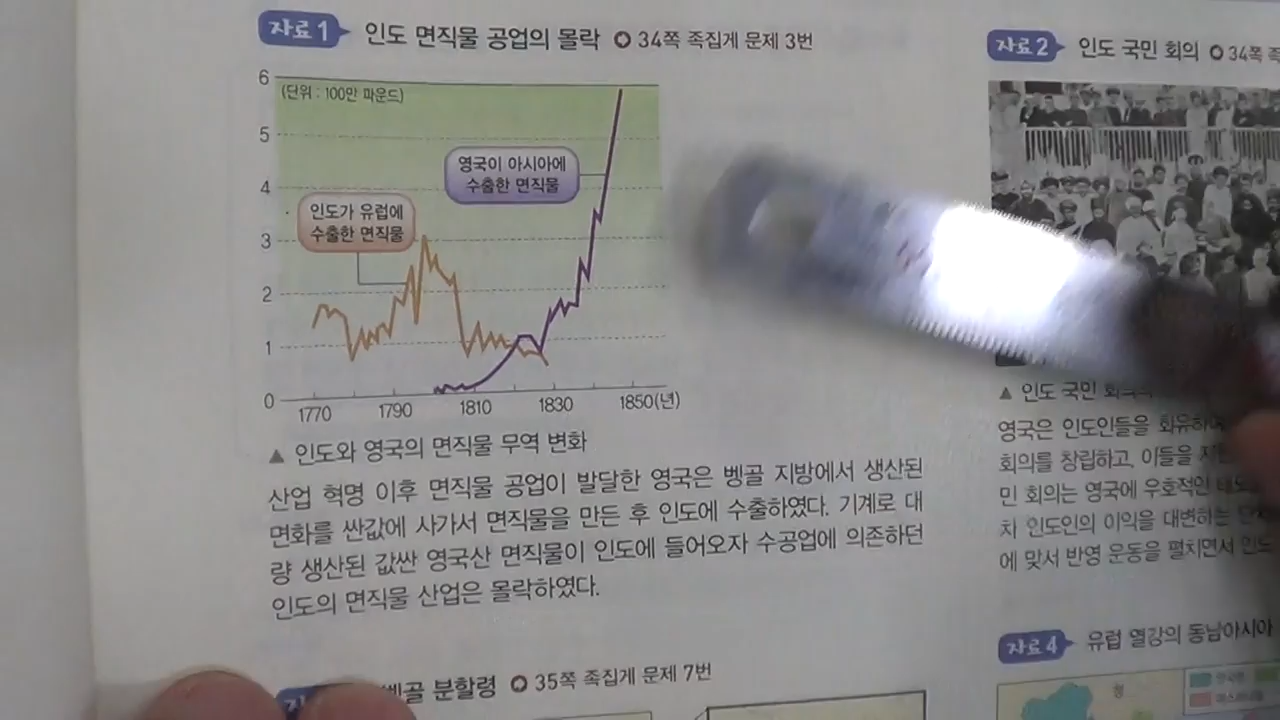 자료1 인도 면직물 공업의 몰락 ✪ 34쪽 족집게 문제 3번
(단위 : 100만 파운드)
6
5
4
3
2
1
0
영국이 아시아에
수출한 면직물
인도가 유럽에
수출한 면직물
1770 1790 1810 1830 1850(년)
▲ 인도와 영국의 면직물 무역 변화
산업 혁명 이후 면직물 공업이 발달한 영국은 벵골 지방에서 생산된
면화를 싼값에 사가서 면직물을 만든 후 인도에 수출하였다. 기계로 대
량 생산된 값싼 영국산 면직물이 인도에 들어오자 수공업에 의존하던
인도의 면직물 산업은 몰락하였다.
벵골 분할령 ✪ 35쪽 족집게 문제 7번
자료2 인도 국민 회의 ✪ 34쪽 족
▲ 인도 국민
영국은 인도인들을
회의를 창립하고, 이들을
민 회의는 영국에 우호적인
차 인도인의 이익을 대변하는
에 맞서 반영 운동을 펼치면서
자료4 유럽 열강의 동남아시아
청